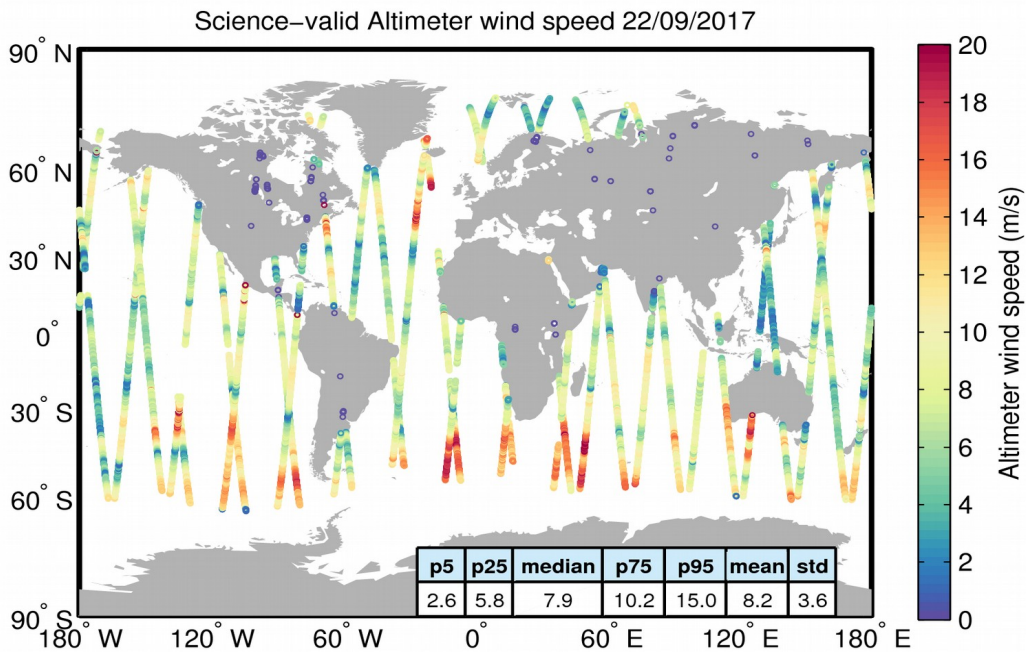 Science−valid Altimeter wind speed 22/09/2017
90° N
60° N
30° N
0°
30° S
60° S
90° S
180° W
120° W
60° W
0°
60° E
120° E
180° E
p5 p25 median p75 p95 mean std
2.6 5.8 7.9 10.2 15.0 8.2 3.6
20
18
16
14
12
10
8
6
4
2
0
Altimeter wind speed (m/s)